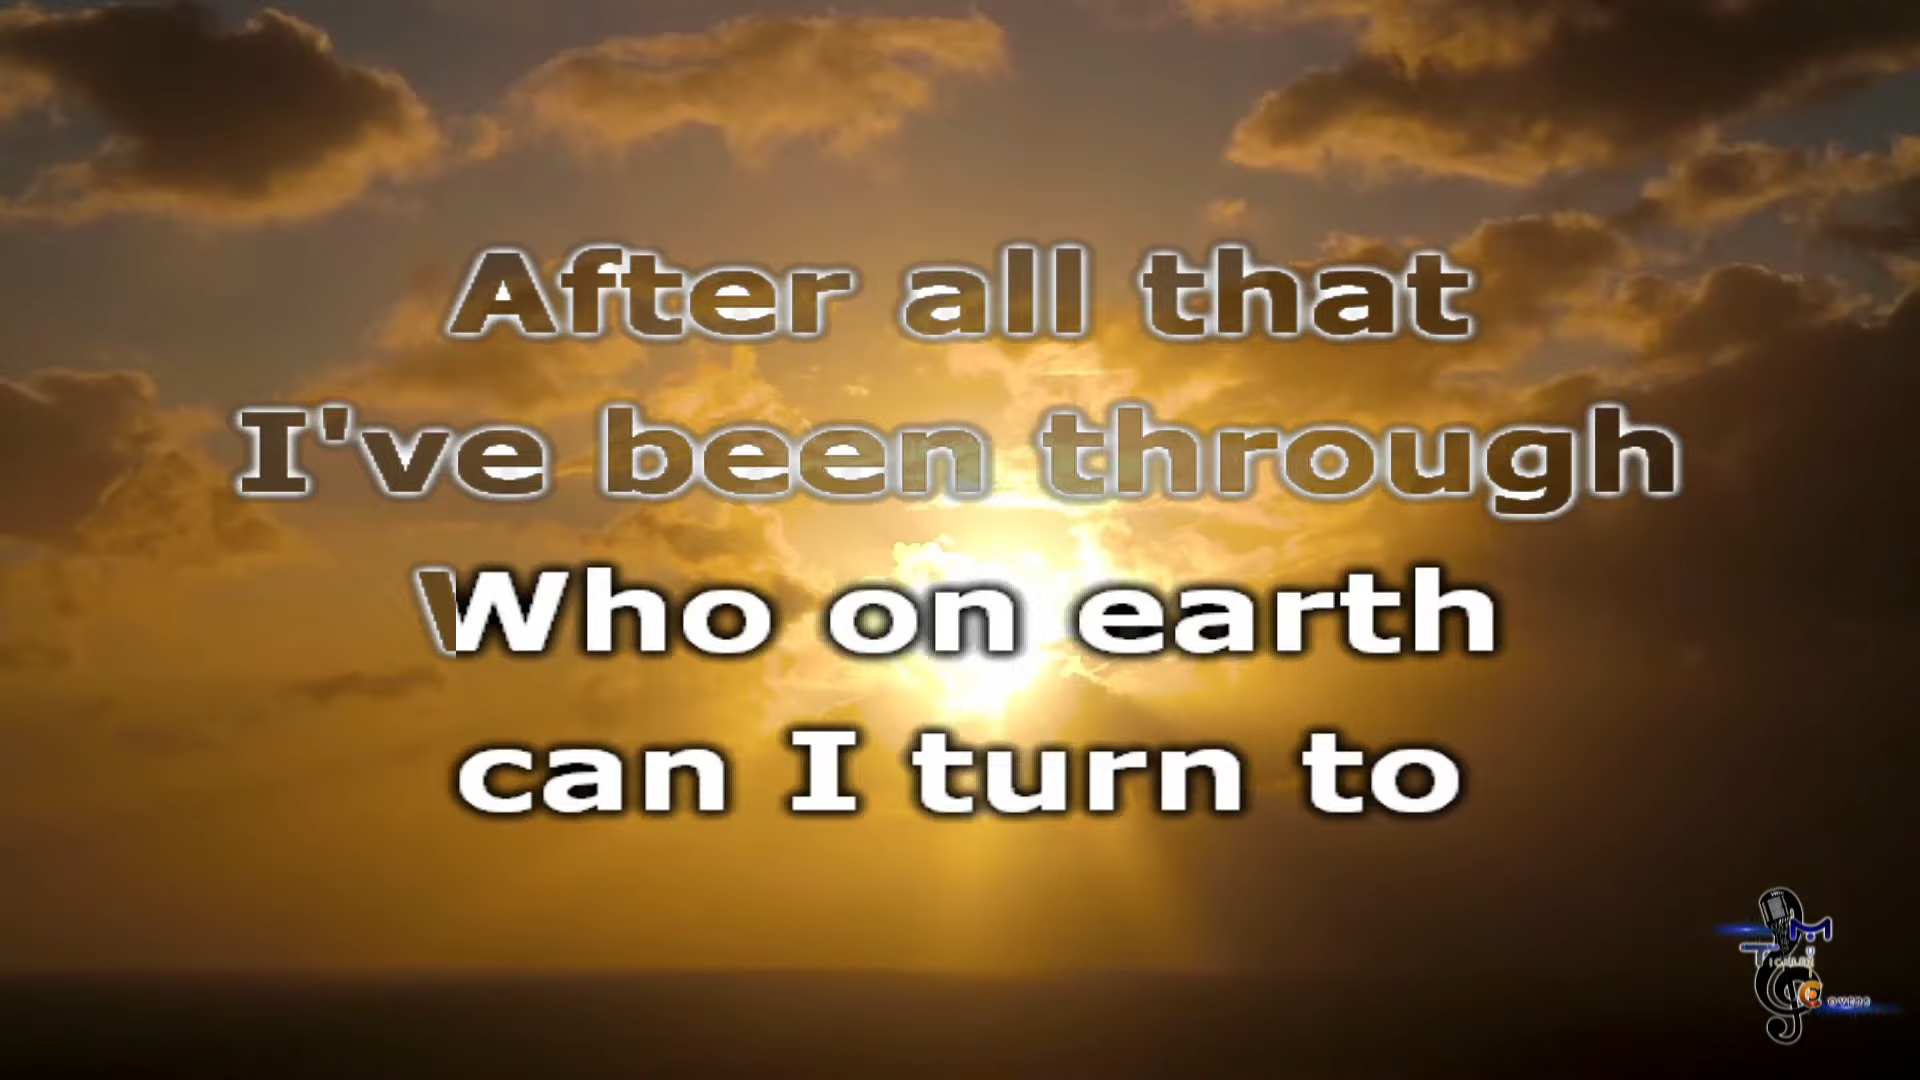 After all that
I've been through
Who on earth
can I turn to